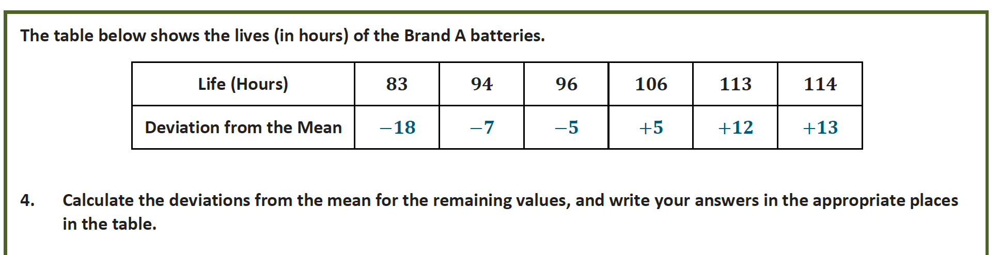 The table below shows the lives (in hours) of the Brand A batteries.
Life (Hours) 83 94 96 106 113 114
Deviation from the Mean −18 −7 −5 +5 +12 +13
4. Calculate the deviations from the mean for the remaining values, and write your answers in the appropriate places
in the table.